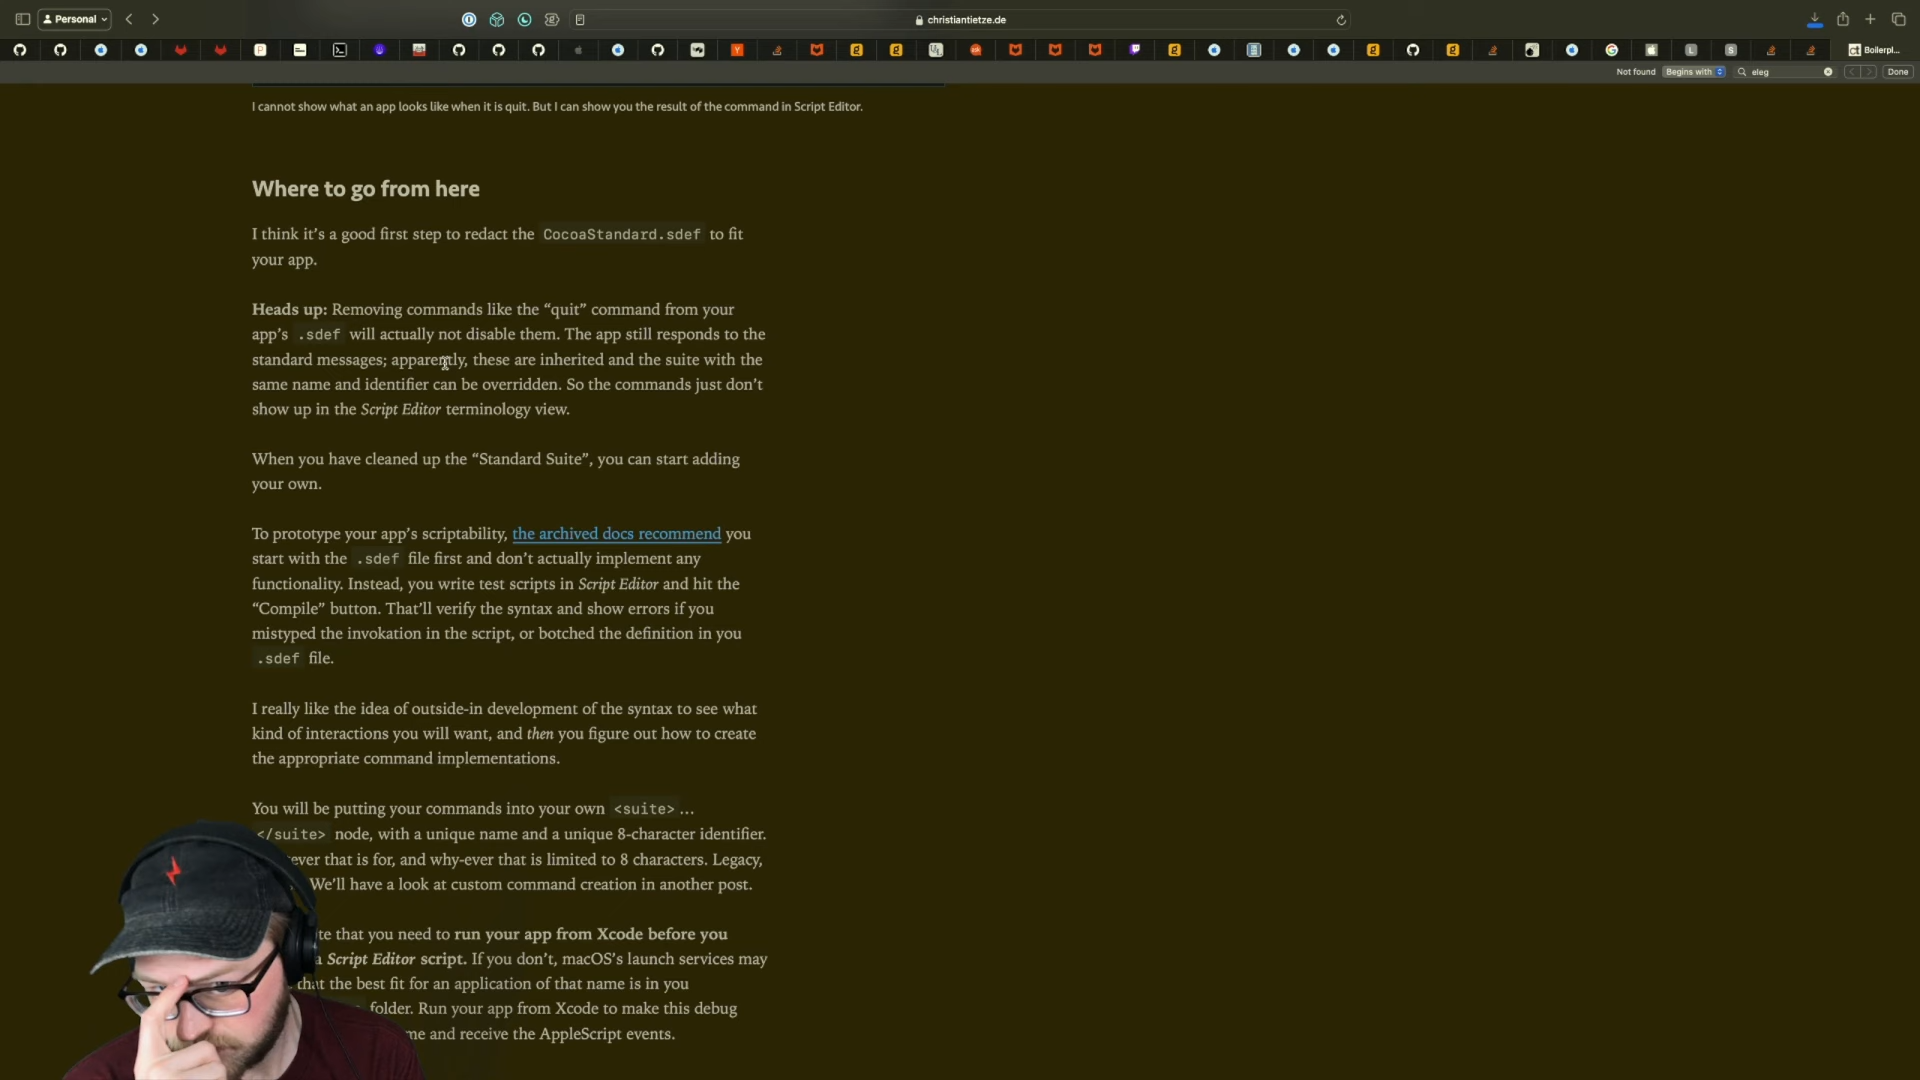 Personal
christiantietze.de
Boilerpl...
Not found
Begins with
eleg
Done
I cannot show what an app looks like when it is quit. But I can show you the result of the command in Script Editor.
Where to go from here
I think it's a good first step to redact the CocoaStandard.sdef to fit
your app.
Heads up: Removing commands like the “quit” command from your
app's .sdef will actually not disable them. The app still responds to the
standard messages; apparently, these are inherited and the suite with the
same name and identifier can be overridden. So the commands just don't
show up in the Script Editor terminology view.
When you have cleaned up the “Standard Suite”, you can start adding
your own.
To prototype your app's scriptability, the archived docs recommend you
start with the .sdef file first and don't actually implement any
functionality. Instead, you write test scripts in Script Editor and hit the
“Compile” button. That'll verify the syntax and show errors if you
mistyped the invokation in the script, or botched the definition in you
.sdef file.
I really like the idea of outside-in development of the syntax to see what
kind of interactions you will want, and then you figure out how to create
the appropriate command implementations.
You will be putting your commands into your own <suite> ...
</suite> node, with a unique name and a unique 8-character identifier.
ever that is for, and why-ever that is limited to 8 characters. Legacy,
We'll have a look at custom command creation in another post.
te that you need to run your app from Xcode before you
a Script Editor script. If you don't, macOS's launch services may
that the best fit for an application of that name is in you
folder. Run your app from Xcode to make this debug
me and receive the AppleScript events.